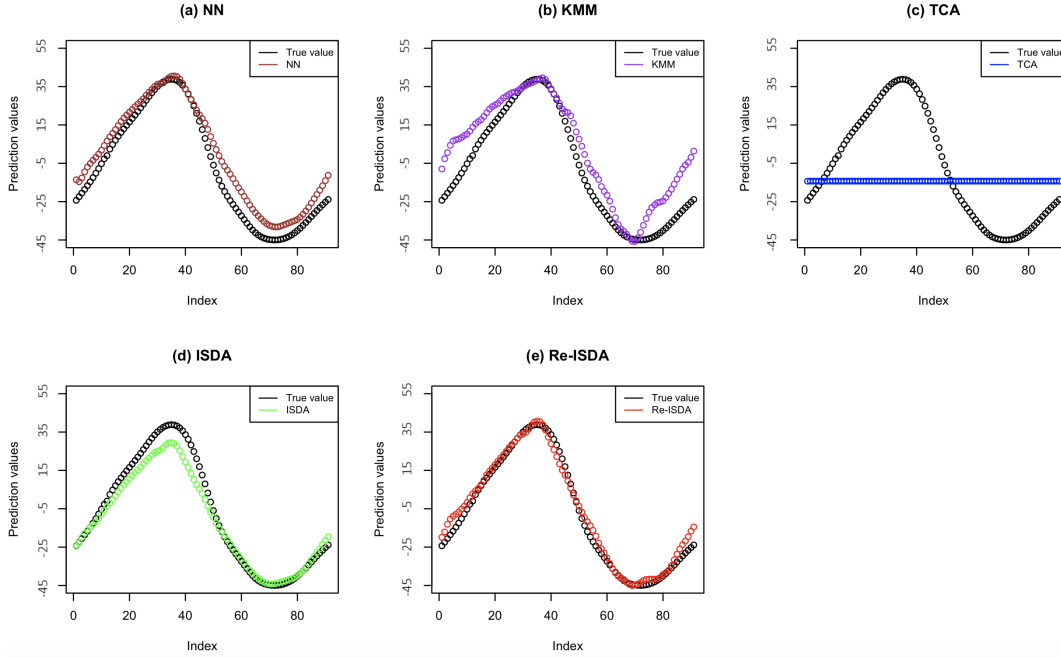 (a) NN
(b) KMM
(c) TCA
True value
NN
True value
KMM
True value
TCA
Prediction values
55
35
15
-5
-25
-45
Prediction values
55
35
15
-5
-25
-45
Prediction values
55
35
15
-5
-25
-45
0 20 40 60 80
0 20 40 60 80
0 20 40 60 80
Index
Index
Index
(d) ISDA
(e) Re-ISDA
True value
ISDA
True value
Re-ISDA
Prediction values
55
35
15
-5
-25
-45
Prediction values
55
35
15
-5
-25
-45
0 20 40 60 80
0 20 40 60 80
Index
Index